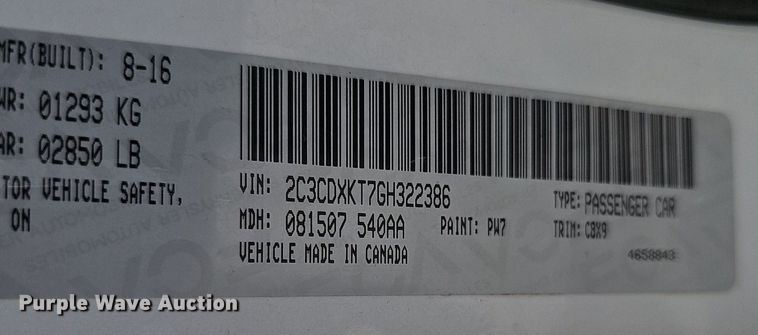 MFR(BUILT): 8-16
WR: 01293 KG
AR: 02850 LB
TOR VEHICLE SAFETY,
ON
VIN: 2C3CDXKT7GH322386
TYPE: PASSENGER CAR
MDH: 081507 540AA PAINT: PW7 TRIM: C8X9
VEHICLE MADE IN CANADA
4658843
Purple Wave Auction